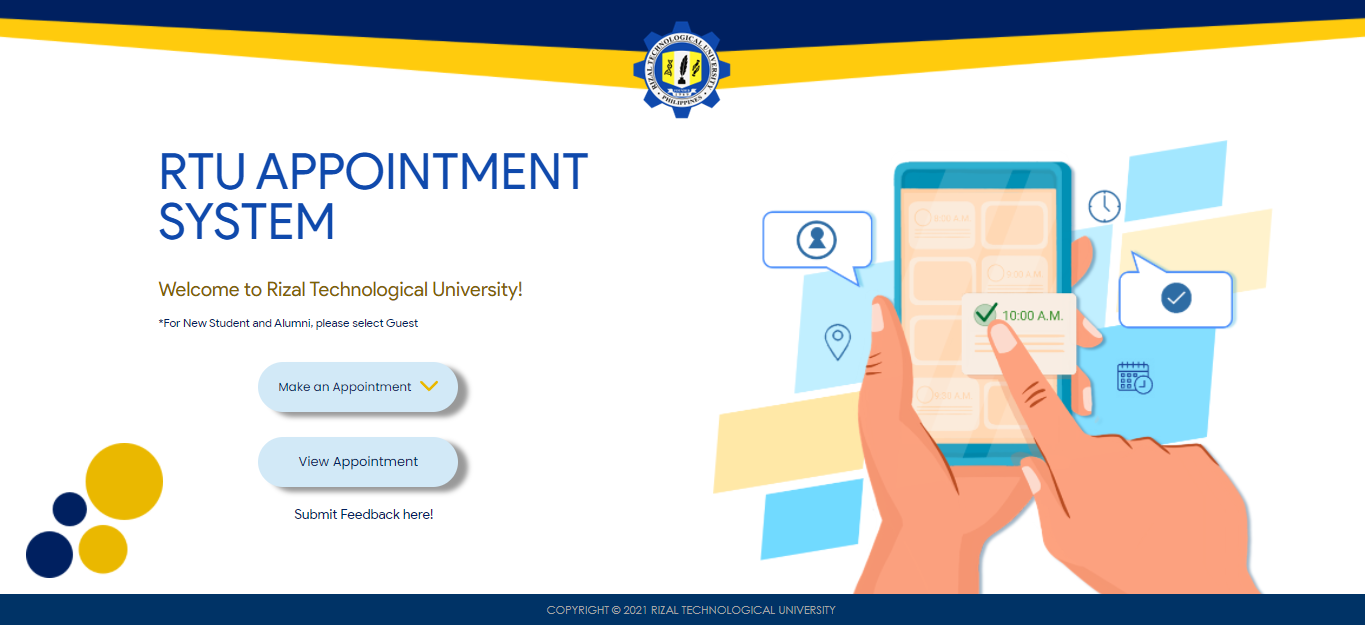 RIZAL TECHNOLOGICAL UNIVERSITY
PHILIPPINES
RTU APPOINTMENT
SYSTEM
Welcome to Rizal Technological University!
*For New Student and Alumni, please select Guest
Make an Appointment
View Appointment
Submit Feedback here!
8:00 A.M.
9:00 A.M.
10:00 A.M.
9:30 A.M.
COPYRIGHT © 2021 RIZAL TECHNOLOGICAL UNIVERSITY